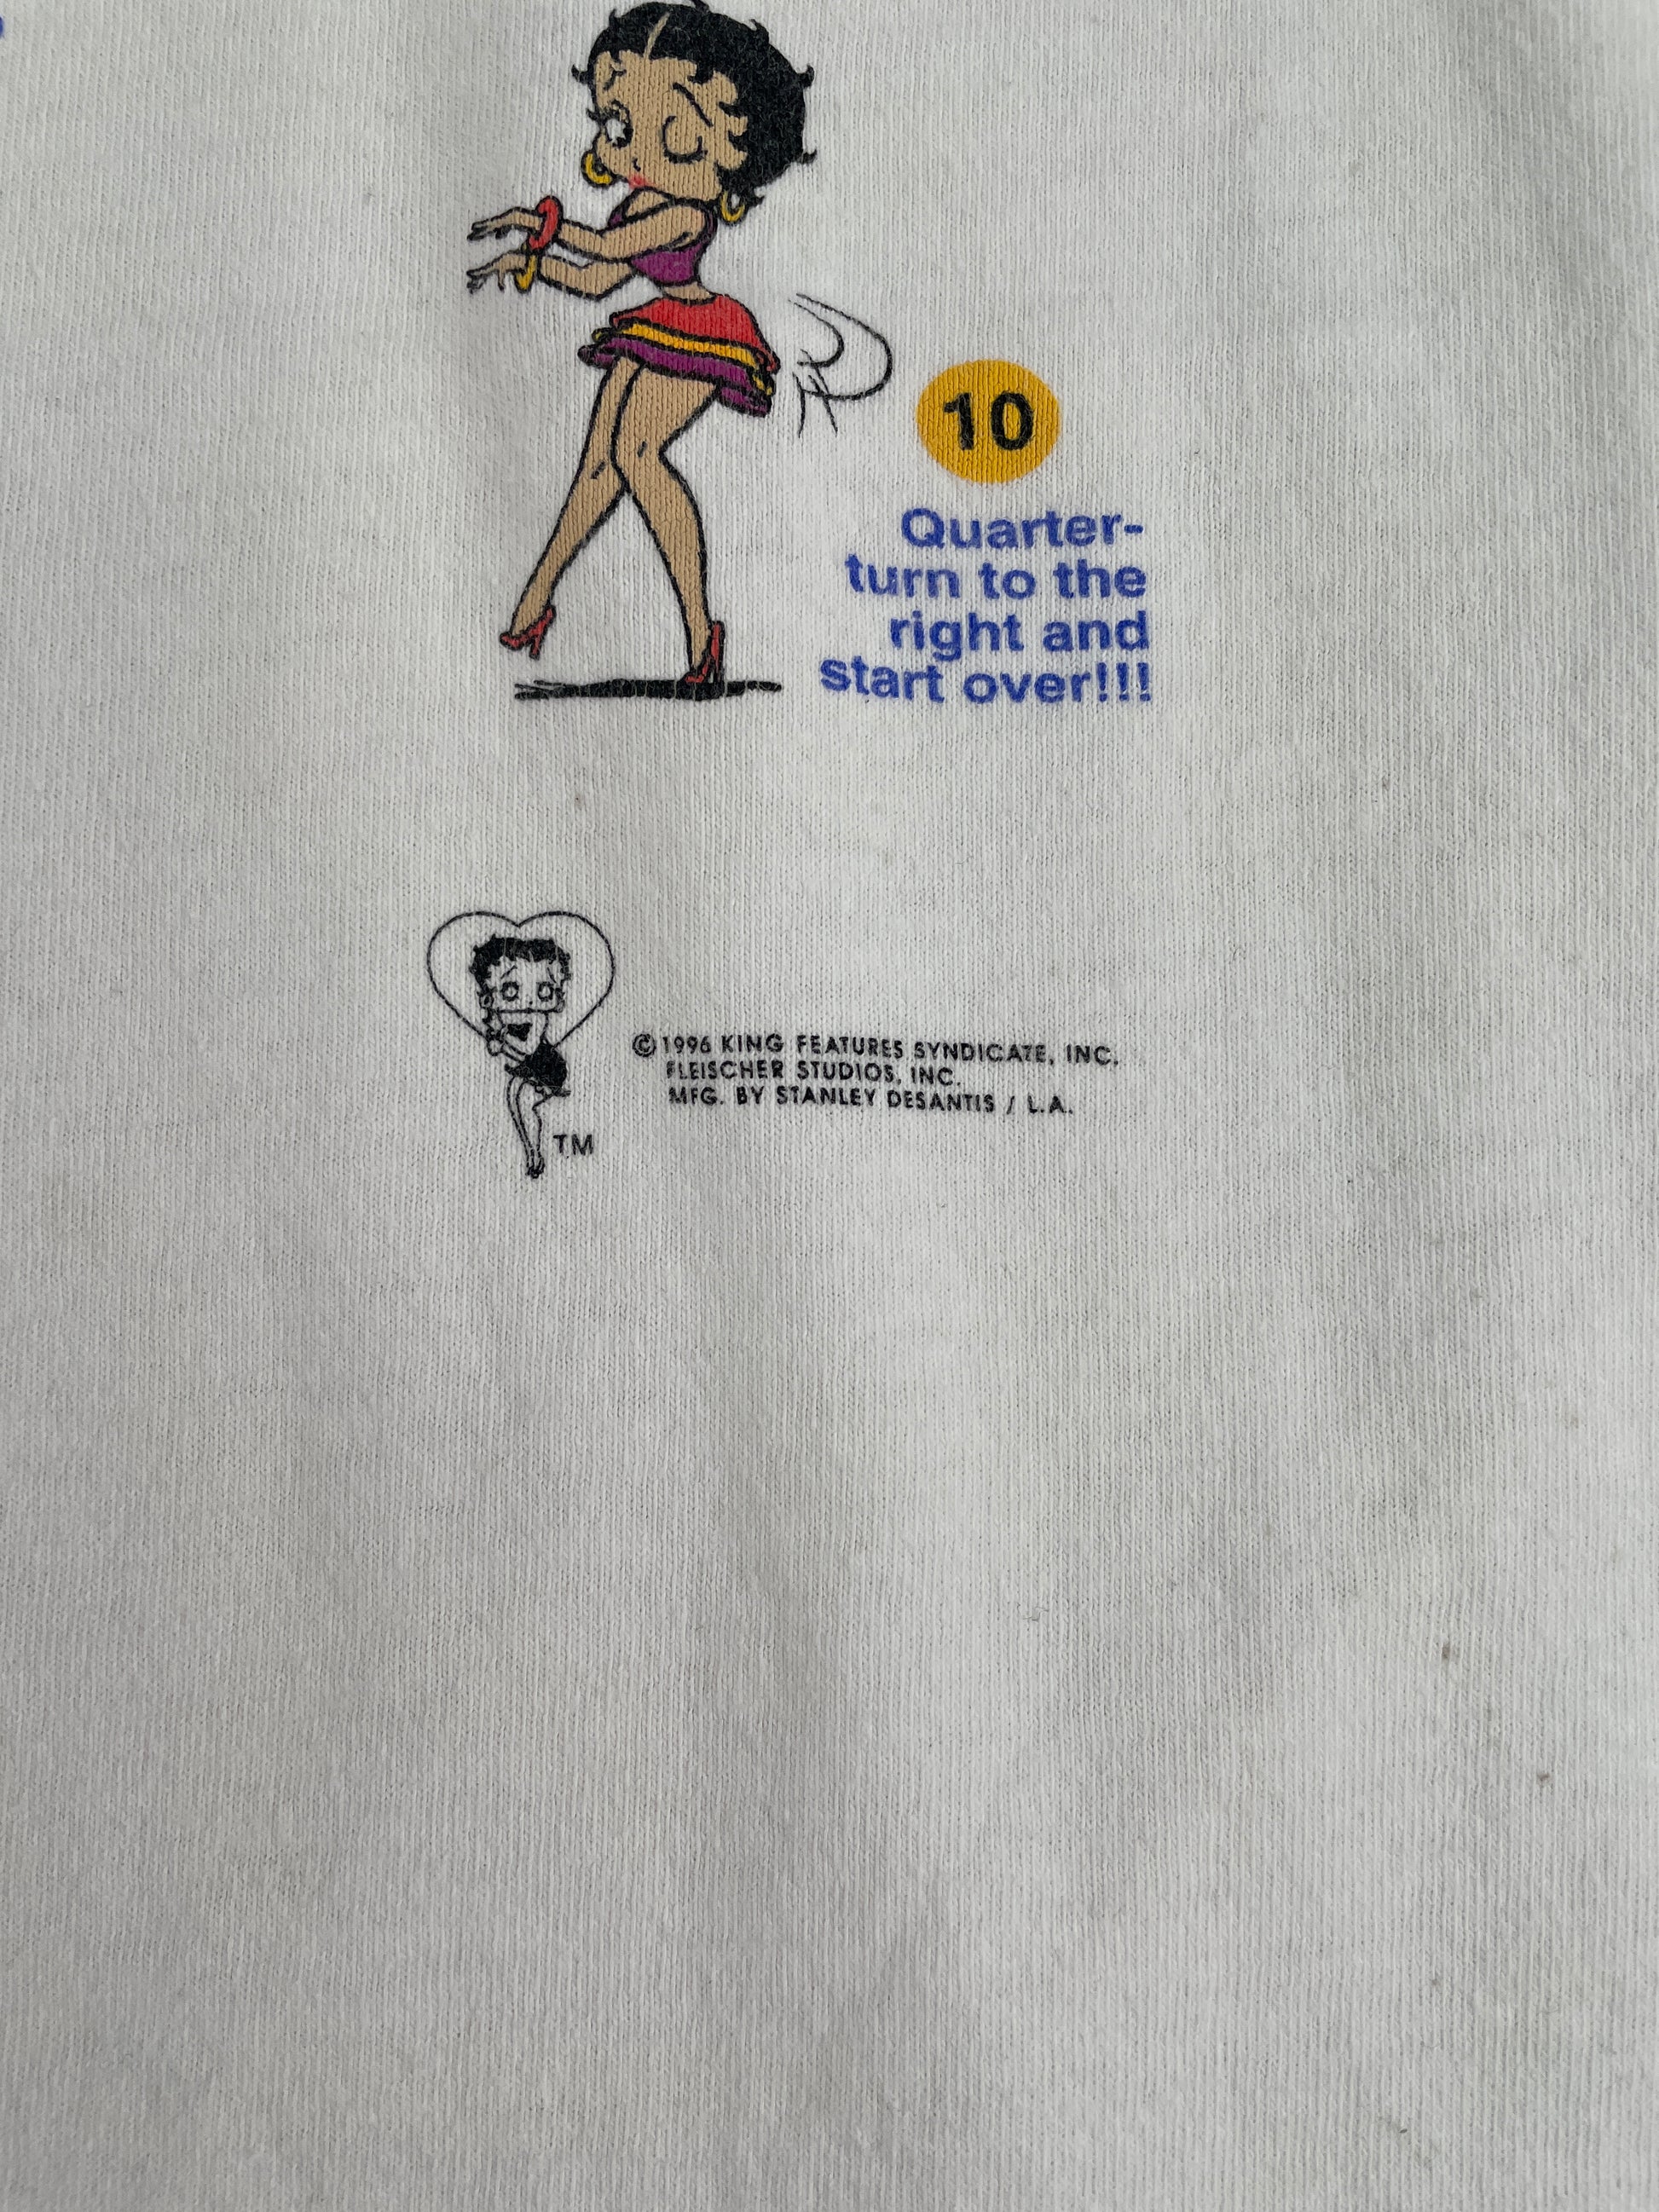 10
Quarter-
turn to the
right and
start over!!!
©1996 KING FEATURES SYNDICATE, INC.
FLEISCHER STUDIOS, INC.
MFG. BY STANLEY DESANTIS / L.A.
TM